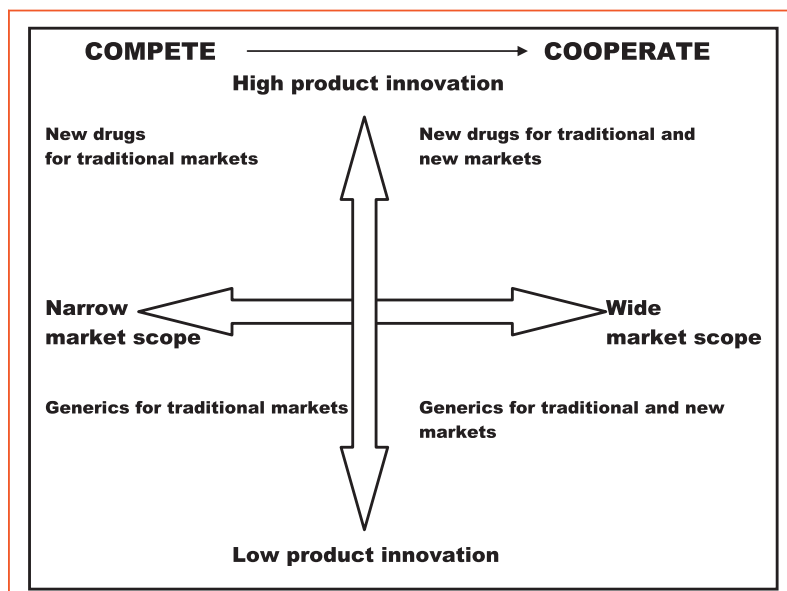 COMPETE COOPERATE
High product innovation
New drugs
for traditional markets
New drugs for traditional and
new markets
Narrow
market scope
Wide
market scope
Generics for traditional markets
Generics for traditional and new
markets
Low product innovation